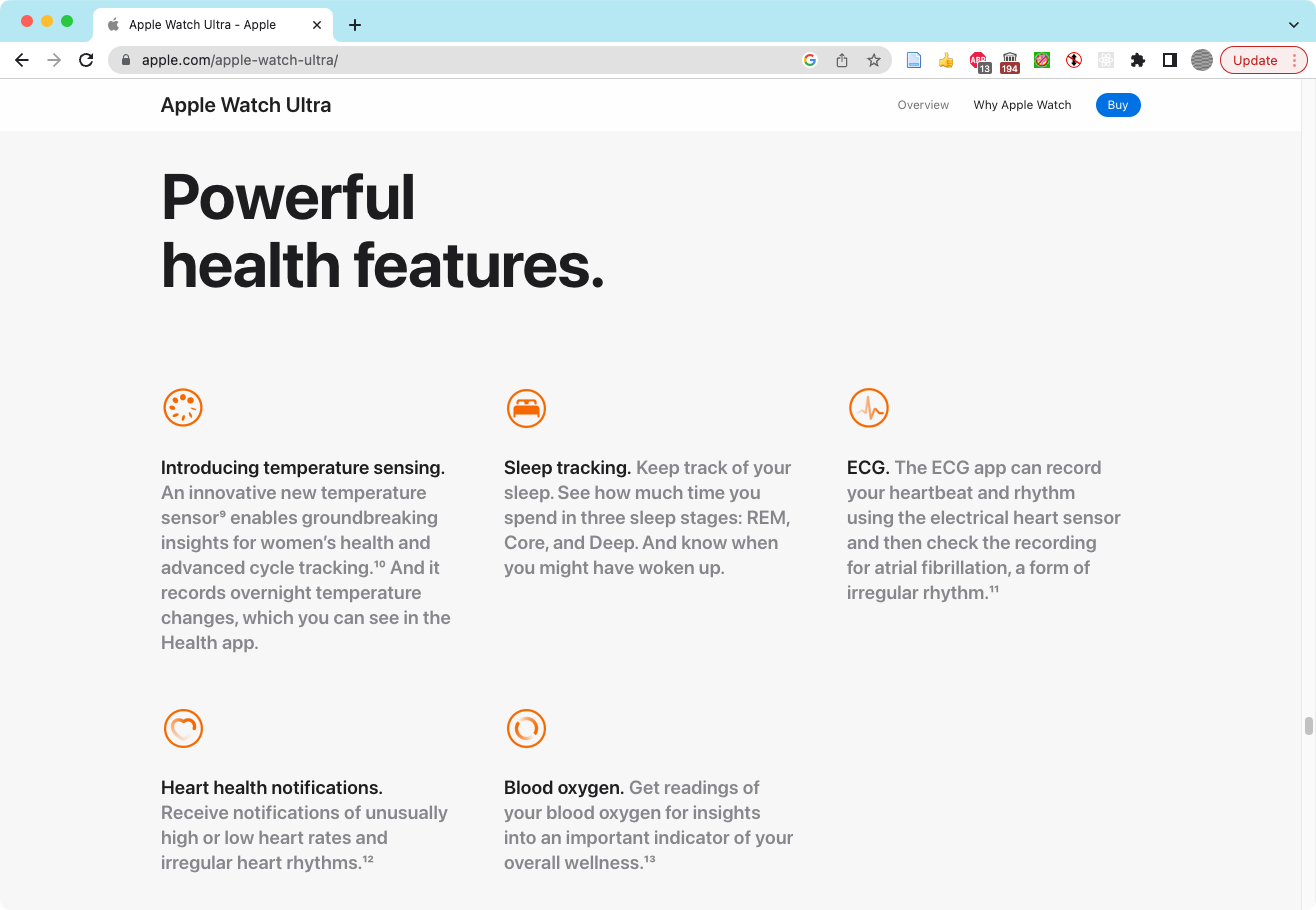 Apple Watch Ultra - Apple
apple.com/apple-watch-ultra/
ABP
13
194
Update
Apple Watch Ultra
Overview
Why Apple Watch
Buy
Powerful
health features.
Introducing temperature sensing.
An innovative new temperature
sensor⁹ enables groundbreaking
insights for women’s health and
advanced cycle tracking.¹⁰ And it
records overnight temperature
changes, which you can see in the
Health app.
Sleep tracking. Keep track of your
sleep. See how much time you
spend in three sleep stages: REM,
Core, and Deep. And know when
you might have woken up.
ECG. The ECG app can record
your heartbeat and rhythm
using the electrical heart sensor
and then check the recording
for atrial fibrillation, a form of
irregular rhythm.¹¹
Heart health notifications.
Receive notifications of unusually
high or low heart rates and
irregular heart rhythms.¹²
Blood oxygen. Get readings of
your blood oxygen for insights
into an important indicator of your
overall wellness.¹³